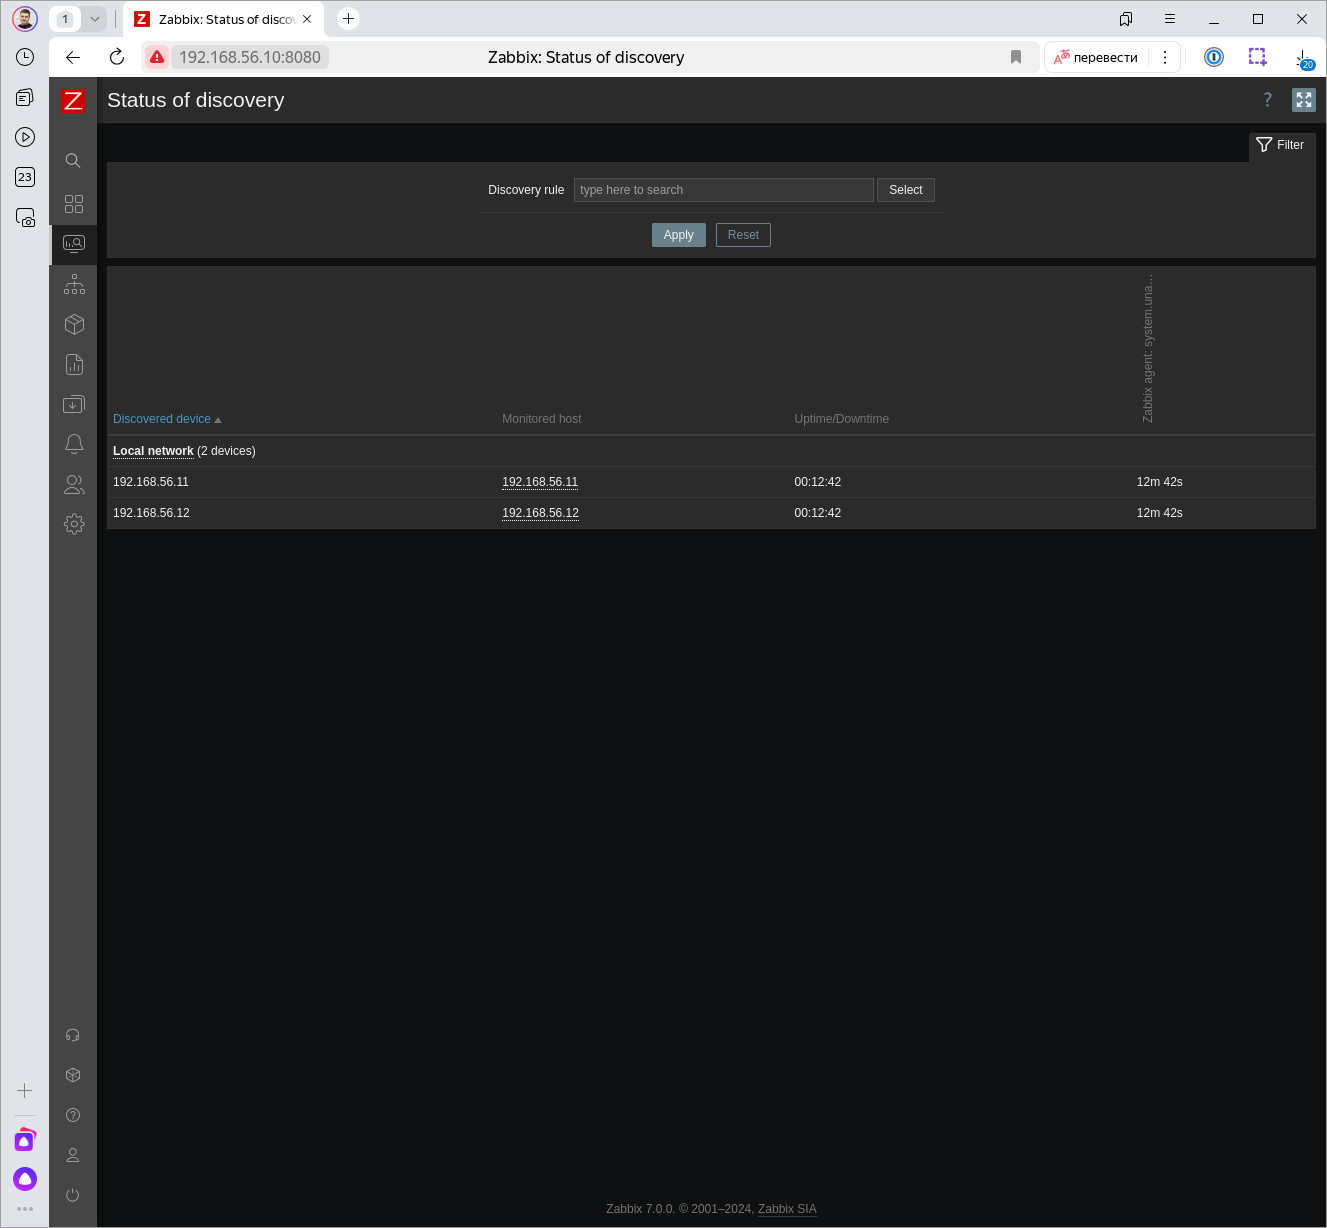 1
Zabbix: Status of disco
192.168.56.10:8080
Zabbix: Status of discovery
перевести
20
23
Z
Status of discovery
?
Filter
Discovery rule
type here to search
Select
Apply
Reset
Zabbix agent: system.una...
Discovered device
Monitored host
Uptime/Downtime
Local network (2 devices)
192.168.56.11 192.168.56.11 00:12:42 12m 42s
192.168.56.12 192.168.56.12 00:12:42 12m 42s
Zabbix 7.0.0. © 2001–2024, Zabbix SIA